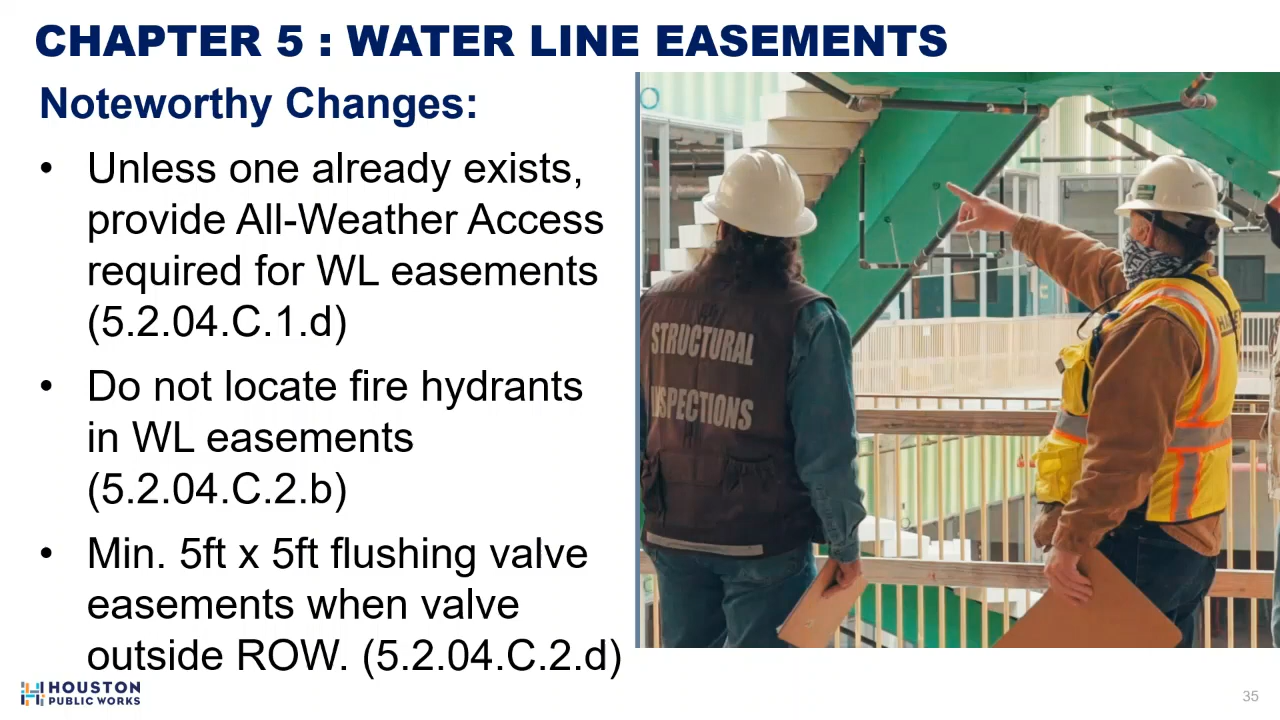 CHAPTER 5 : WATER LINE EASEMENTS
Noteworthy Changes:
• Unless one already exists,
provide All-Weather Access
required for WL easements
(5.2.04.C.1.d)
• Do not locate fire hydrants
in WL easements
(5.2.04.C.2.b)
• Min. 5ft x 5ft flushing valve
easements when valve
outside ROW. (5.2.04.C.2.d)
STRUCTURAL
INSPECTIONS
HOUSTON
PUBLIC WORKS
35